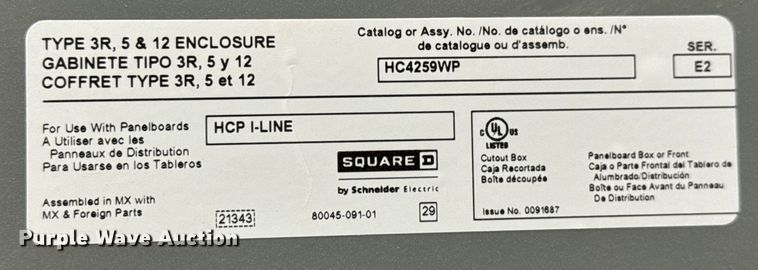 TYPE 3R, 5 & 12 ENCLOSURE
GABINETE TIPO 3R, 5 y 12
COFFRET TYPE 3R, 5 et 12
Catalog or Assy. No. /No. de catálogo o ens. /N°
de catalogue ou d'assemb.
HC4259WP
SER.
E2
For Use With Panelboards
A Utiliser avec les
Panneaux de Distribution
Para Usarse en los Tableros
HCP I-LINE
SQUARE D
by Schneider Electric
C UL US
LISTED
Cutout Box
Caja Recortada
Boîte découpée
Panelboard Box or Front
Caja o Parte Frontal del Tablero de
Alumbrado/Distribución
Boîte ou Face Avant du Panneau
De Distribution
Issue No. 0091687
Assembled in MX with
MX & Foreign Parts
21343
80045-091-01
29
Purple Wave Auction